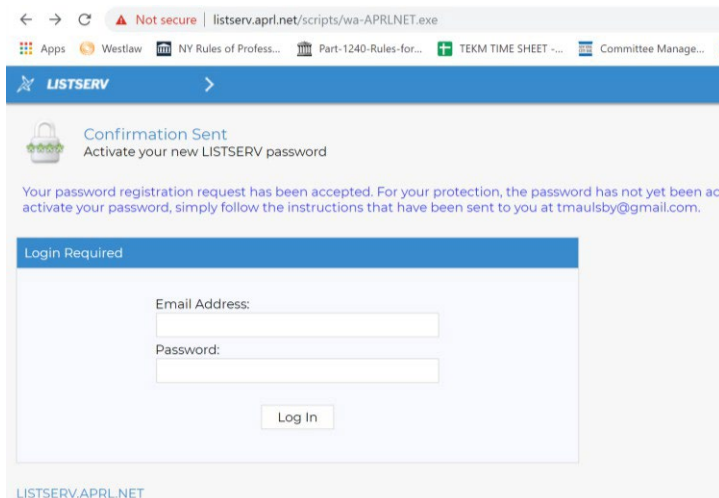 Not secure | listserv.aprl.net/scripts/wa-APRLNET.exe
Apps Westlaw NY Rules of Profess... Part-1240-Rules-for... TEKM TIME SHEET -... Committee Manage...
LISTSERV
Confirmation Sent
Activate your new LISTSERV password
Your password registration request has been accepted. For your protection, the password has not yet been ac
activate your password, simply follow the instructions that have been sent to you at tmaulsby@gmail.com.
Login Required
Email Address:
Password:
Log In
LISTSERV.APRL.NET